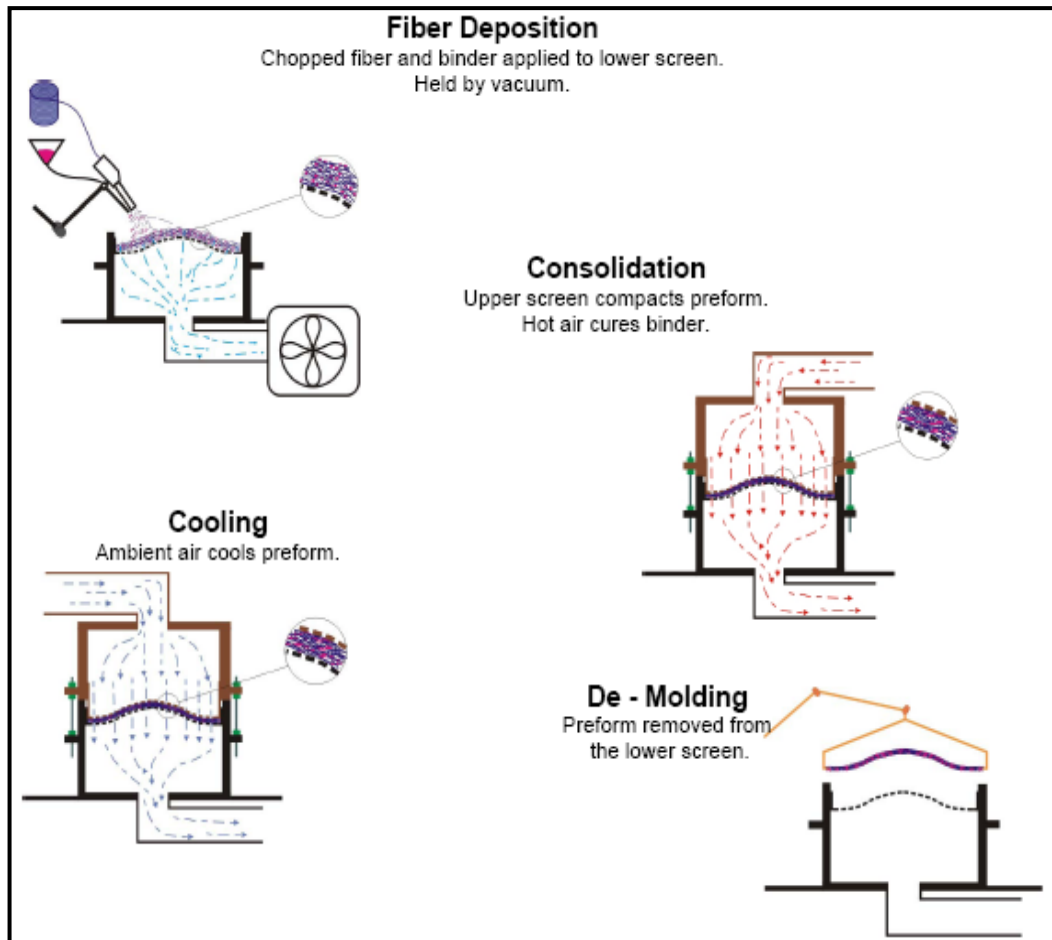 Fiber Deposition
Chopped fiber and binder applied to lower screen.
Held by vacuum.
Consolidation
Upper screen compacts preform.
Hot air cures binder.
Cooling
Ambient air cools preform.
De - Molding
Preform removed from
the lower screen.